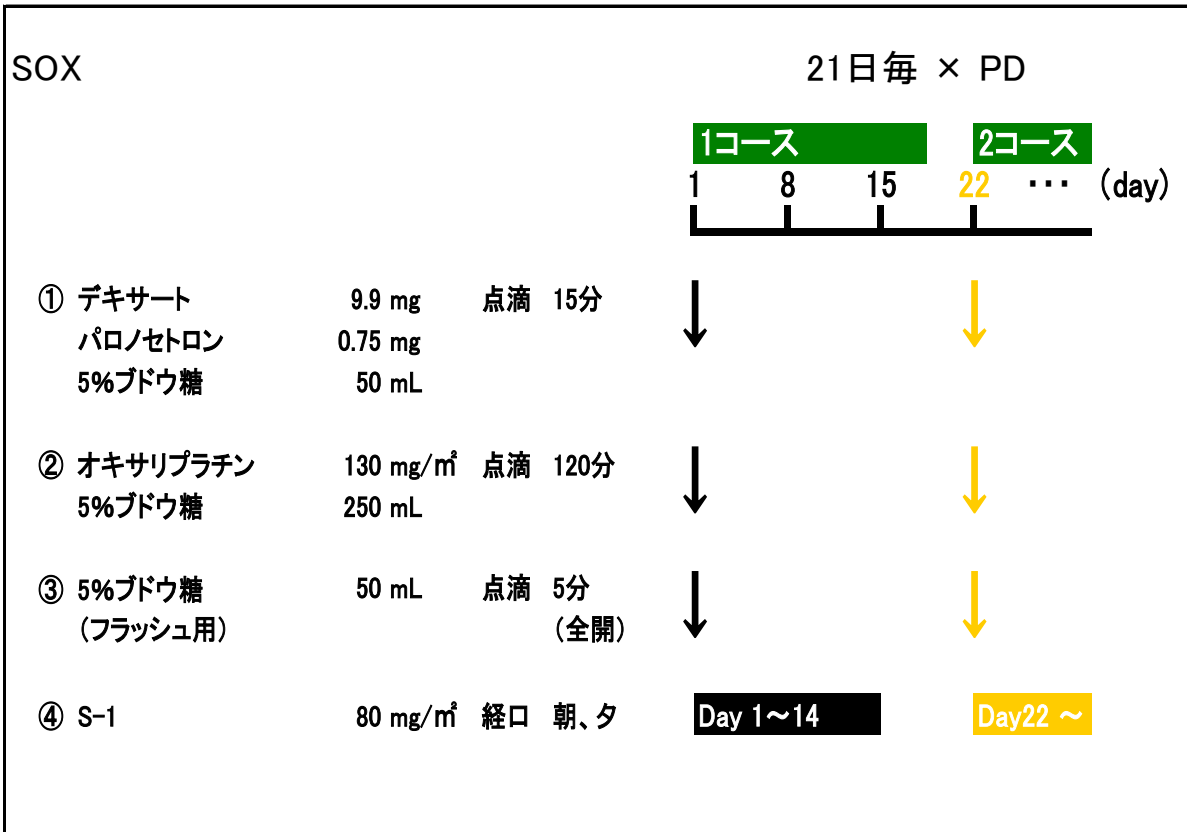 SOX 21日毎 × PD
1コース 2コース
1 8 15 22 ･･･ (day)
① デキサート 9.9 mg 点滴 15分
パロノセトロン 0.75 mg
5%ブドウ糖 50 mL
② オキサリプラチン 130 mg/㎡ 点滴 120分
5%ブドウ糖 250 mL
③ 5%ブドウ糖 50 mL 点滴 5分
(フラッシュ用) (全開)
④ S-1 80 mg/㎡ 経口 朝、夕 Day 1～14 Day22 ～